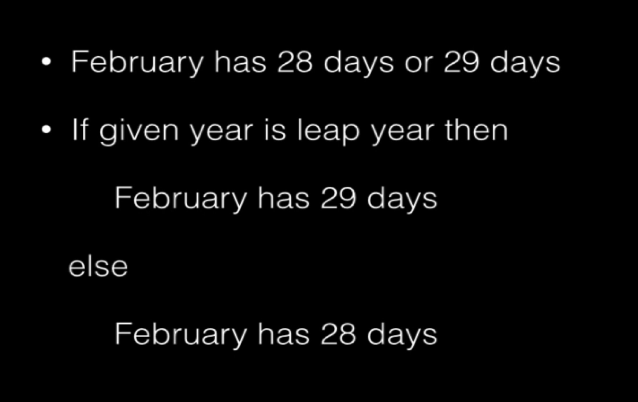 • February has 28 days or 29 days
• If given year is leap year then
February has 29 days
else
February has 28 days